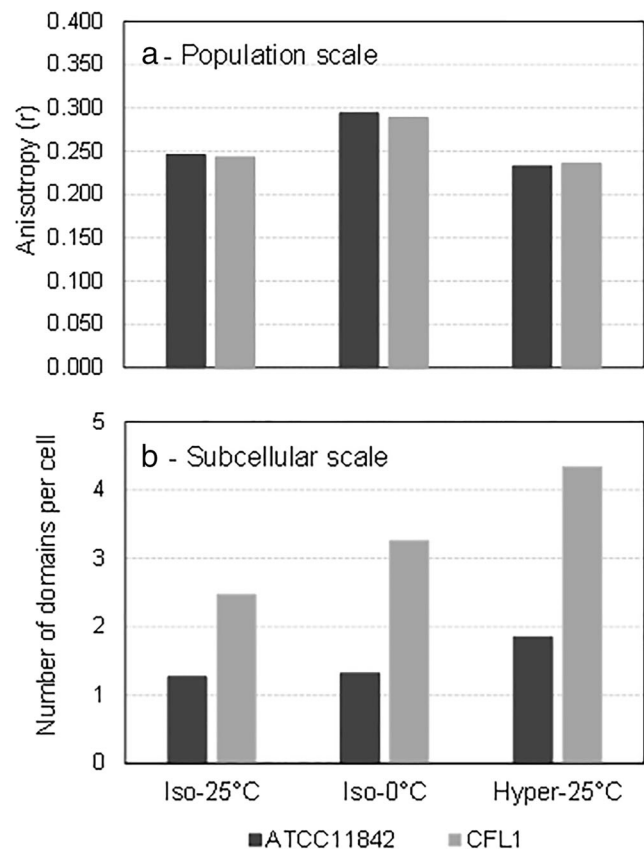 a - Population scale
Anisotropy (r)
0.400
0.350
0.300
0.250
0.200
0.150
0.100
0.050
0.000
b - Subcellular scale
Number of domains per cell
5
4
3
2
1
0
Iso-25°C Iso-0°C Hyper-25°C
ATCC11842 CFL1